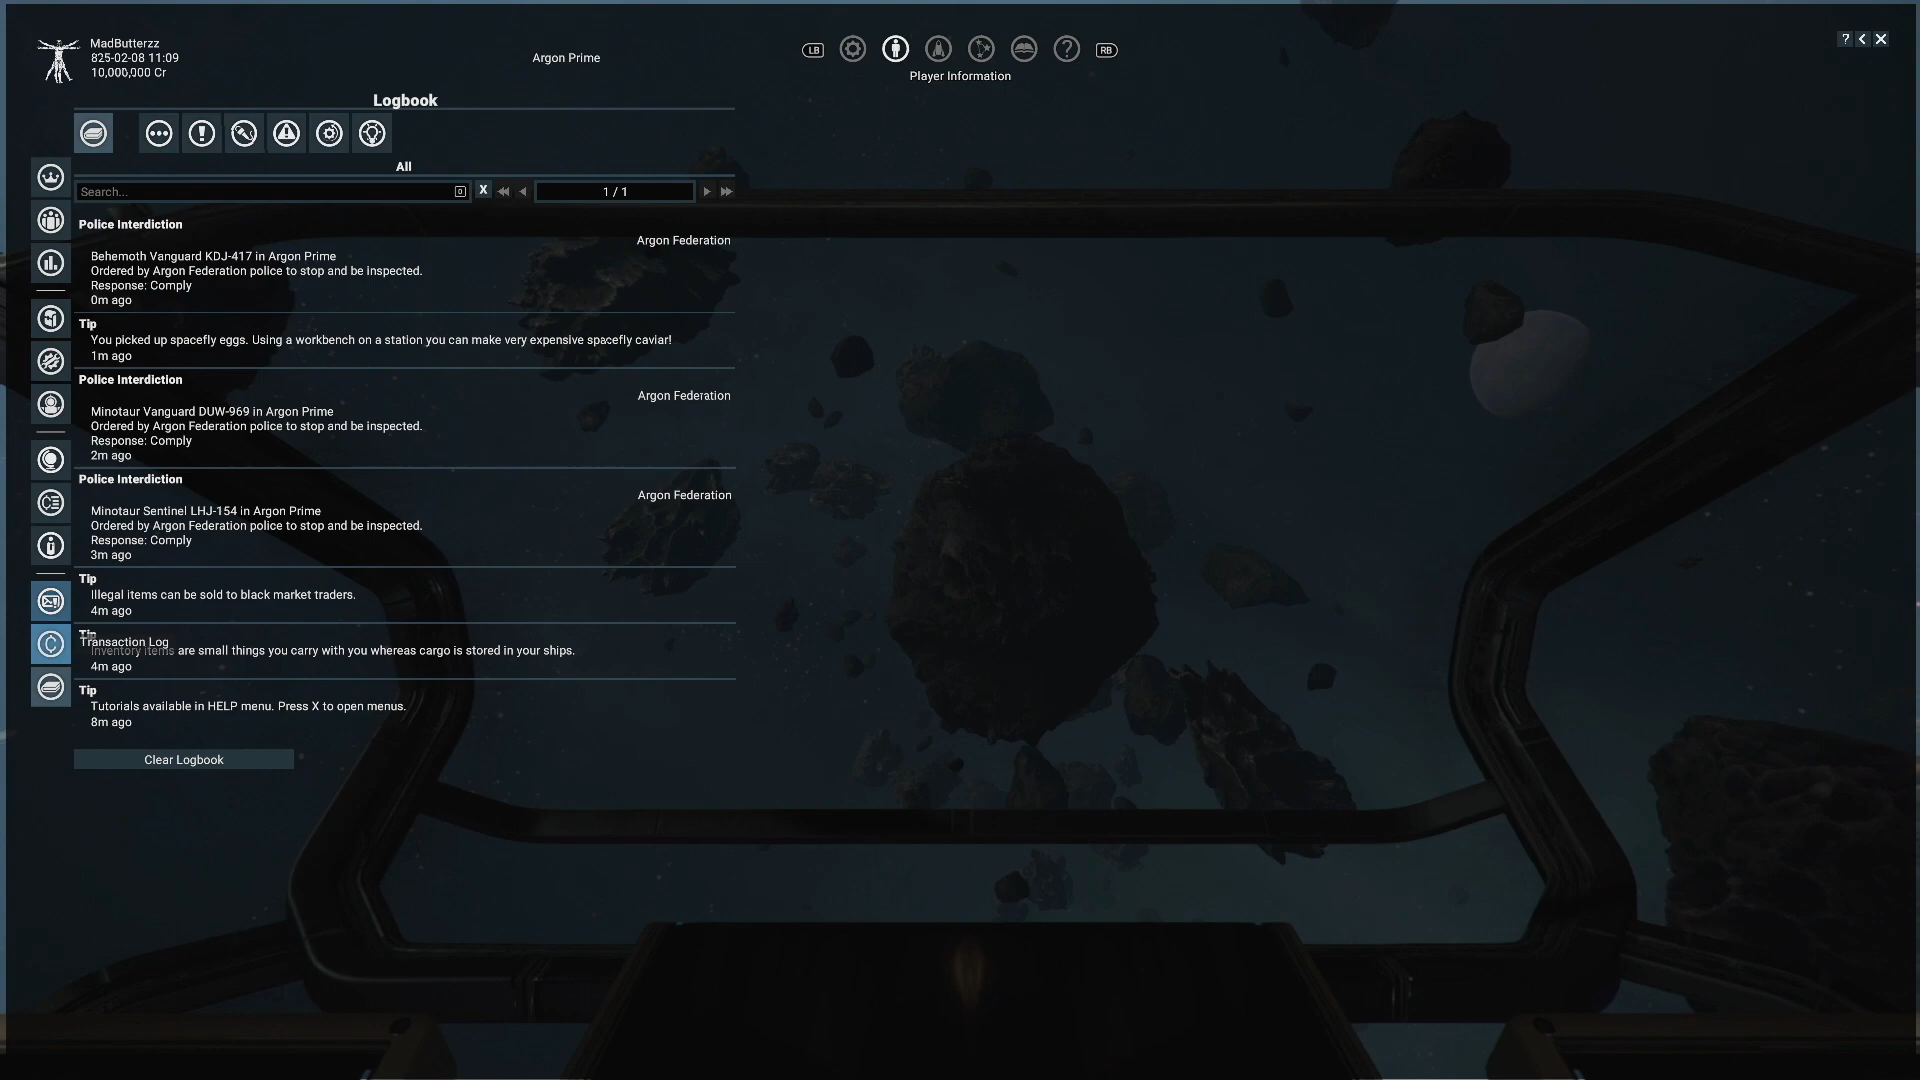 MadButterzz
825-02-08 11:09
10,000,000 Cr
Argon Prime
LB
RB
Player Information
? < X
Logbook
All
Search...
0
X
1 / 1
Police Interdiction
Argon Federation
Behemoth Vanguard KDJ-417 in Argon Prime
Ordered by Argon Federation police to stop and be inspected.
Response: Comply
0m ago
Tip
You picked up spacefly eggs. Using a workbench on a station you can make very expensive spacefly caviar!
1m ago
Police Interdiction
Argon Federation
Minotaur Vanguard DUW-969 in Argon Prime
Ordered by Argon Federation police to stop and be inspected.
Response: Comply
2m ago
Police Interdiction
Argon Federation
Minotaur Sentinel LHJ-154 in Argon Prime
Ordered by Argon Federation police to stop and be inspected.
Response: Comply
3m ago
Tip
Illegal items can be sold to black market traders.
4m ago
Tip
Transaction Log
Inventory items are small things you carry with you whereas cargo is stored in your ships.
4m ago
Tip
Tutorials available in HELP menu. Press X to open menus.
8m ago
Clear Logbook